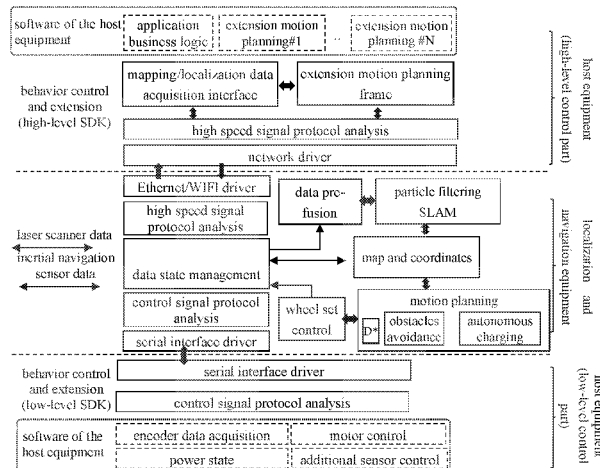 software of the host
equipment
application
business logic
extension motion
planning#1
..
extension motion
planning #N
behavior control
and extension
(high-level SDK)
mapping/localization data
acquisition interface
extension motion planning
frame
high speed signal protocol analysis
network driver
host equipment
(high-level control
part)
Ethernet/WIFI driver
high speed signal
protocol analysis
data state management
control signal protocol
analysis
serial interface driver
laser scanner data
inertial navigation
sensor data
data pre-
fusion
particle filtering
SLAM
map and coordinates
wheel set
control
motion planning
D*
obstacles
avoidance
autonomous
charging
localization and
navigation equipment
behavior control
and extension
(low-level SDK)
serial interface driver
control signal protocol analysis
software of the
host equipment
encoder data acquisition
motor control
power state
additional sensor control
host equipment
(low-level control
part)